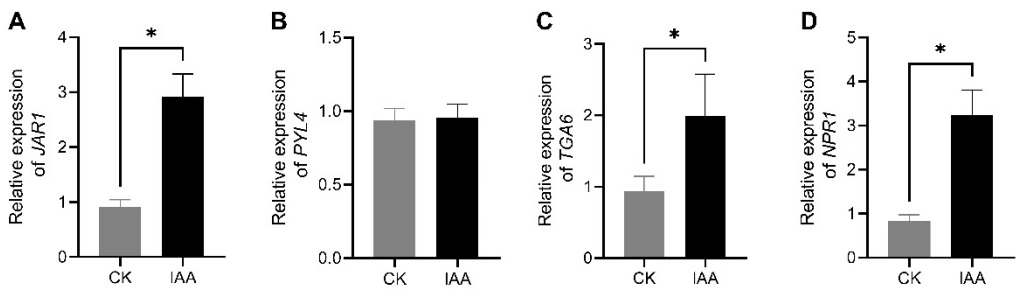 A
Relative expression
of JAR1
4
3
2
1
0
*
CK
IAA
B
Relative expression
of PYL4
1.5
1.0
0.5
0.0
CK
IAA
C
Relative expression
of TGA6
3
2
1
0
*
CK
IAA
D
Relative expression
of NPR1
5
4
3
2
1
0
*
CK
IAA